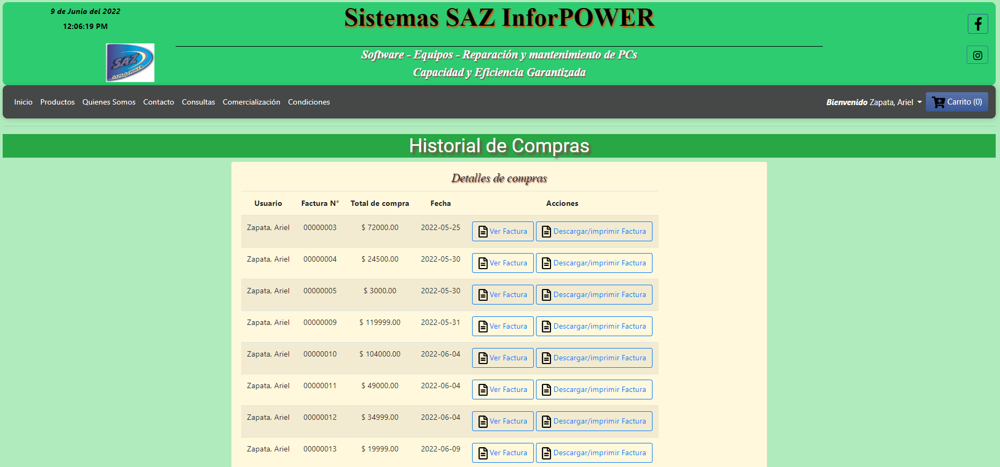 9 de Junio del 2022
12:06:19 PM
Sistemas SAZ InforPOWER
SAZ
SAZ InforPOWER
Software - Equipos - Reparación y mantenimiento de PCs
Capacidad y Eficiencia Garantizada
Inicio Productos Quienes Somos Contacto Consultas Comercialización Condiciones Bienvenido Zapata, Ariel Carrito (0)
Historial de Compras
Detalles de compras
Usuario Factura N° Total de compra Fecha Acciones
Zapata, Ariel 00000003 $ 72000.00 2022-05-25 Ver Factura Descargar/imprimir Factura
Zapata, Ariel 00000004 $ 24500.00 2022-05-30 Ver Factura Descargar/imprimir Factura
Zapata, Ariel 00000005 $ 3000.00 2022-05-30 Ver Factura Descargar/imprimir Factura
Zapata, Ariel 00000009 $ 119999.00 2022-05-31 Ver Factura Descargar/imprimir Factura
Zapata, Ariel 00000010 $ 104000.00 2022-06-04 Ver Factura Descargar/imprimir Factura
Zapata, Ariel 00000011 $ 49000.00 2022-06-04 Ver Factura Descargar/imprimir Factura
Zapata, Ariel 00000012 $ 34999.00 2022-06-04 Ver Factura Descargar/imprimir Factura
Zapata, Ariel 00000013 $ 19999.00 2022-06-09 Ver Factura Descargar/imprimir Factura